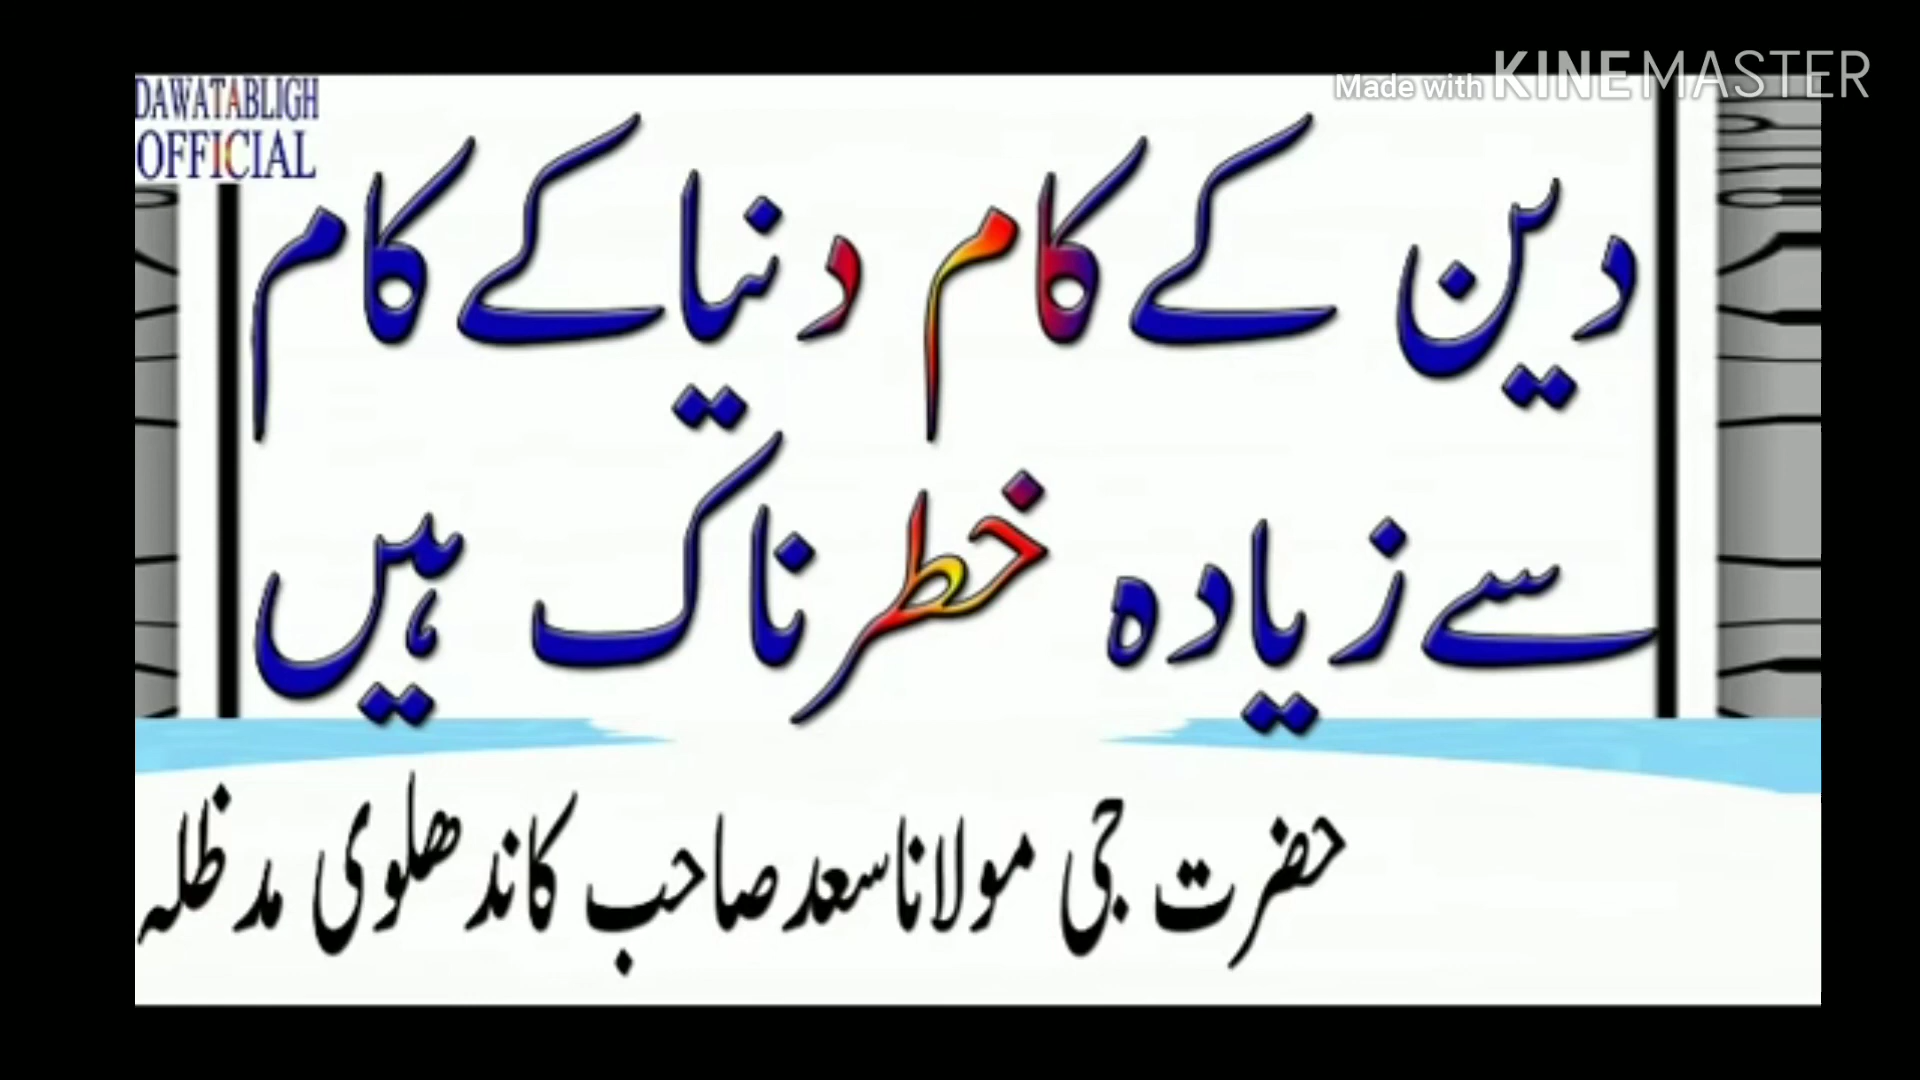 Made with KINEMASTER
DAWATABLIGH
OFFICIAL
دین کے کام دنیا کے کام
سے زیادہ خطرناک ہیں
حضرت جی مولانا سعد صاحب کاندھلوی مدظلہ